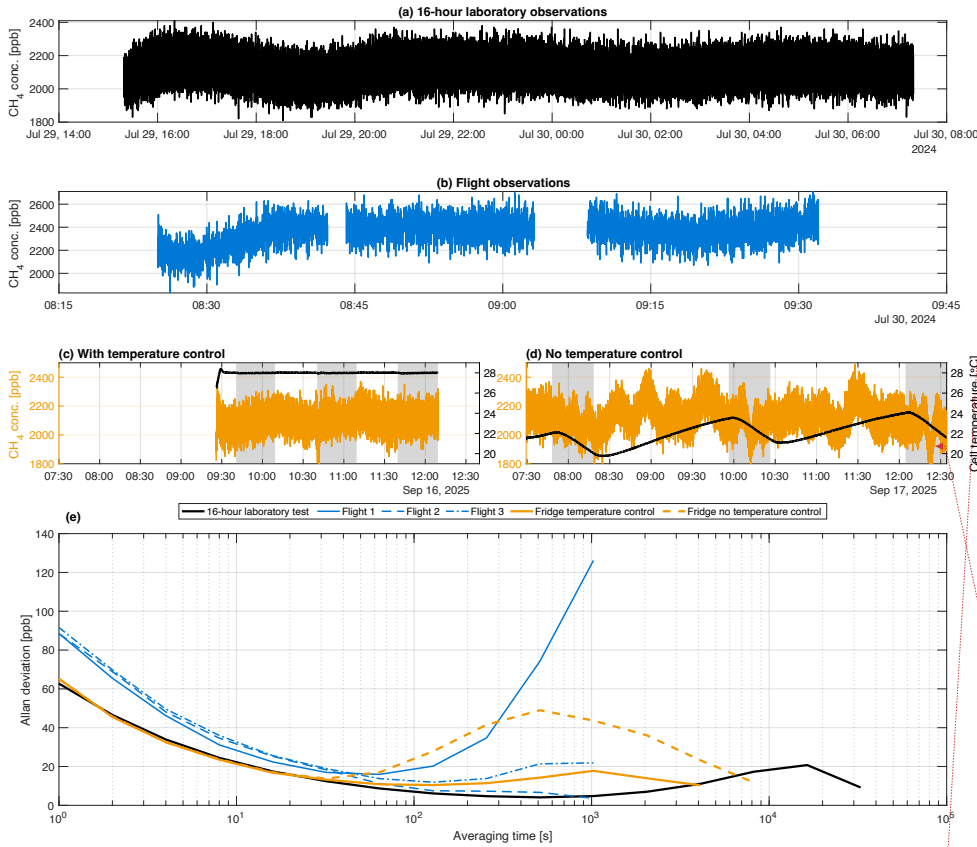 (a) 16-hour laboratory observations
CH4 conc. [ppb]
2400
2200
2000
1800
Jul 29, 14:00 Jul 29, 16:00 Jul 29, 18:00 Jul 29, 20:00 Jul 29, 22:00 Jul 30, 00:00 Jul 30, 02:00 Jul 30, 04:00 Jul 30, 06:00 Jul 30, 08:00
2024
(b) Flight observations
CH4 conc. [ppb]
2600
2400
2200
2000
08:15 08:30 08:45 09:00 09:15 09:30 09:45
Jul 30, 2024
(c) With temperature control
CH4 conc. [ppb]
2400
2200
2000
1800
28
26
24
22
20
07:30 08:00 08:30 09:00 09:30 10:00 10:30 11:00 11:30 12:00 12:30
Sep 16, 2025
(d) No temperature control
2400
2200
2000
1800
28
26
24
22
20
Cell temperature [°C]
07:30 08:00 08:30 09:00 09:30 10:00 10:30 11:00 11:30 12:00 12:30
Sep 17, 2025
(e)
16-hour laboratory test Flight 1 Flight 2 Flight 3 Fridge temperature control Fridge no temperature control
Allan deviation [ppb]
140
120
100
80
60
40
20
0
10^0 10^1 10^2 10^3 10^4 10^5
Averaging time [s]